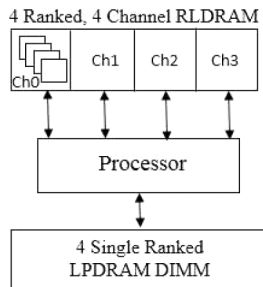 4 Ranked, 4 Channel RLDRAM
Ch0
Ch1
Ch2
Ch3
Processor
4 Single Ranked
LPDRAM DIMM